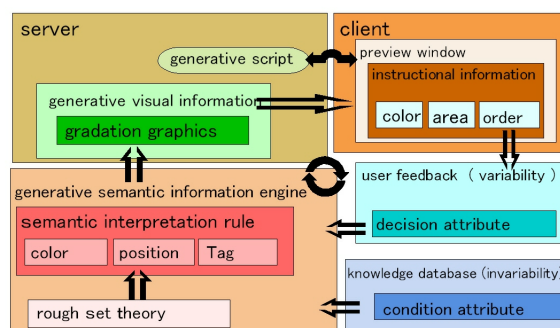 server
generative script
generative visual information
gradation graphics
client
preview window
instructional information
color
area
order
generative semantic information engine
semantic interpretation rule
color
position
Tag
rough set theory
user feedback ( variability )
decision attribute
knowledge database (invariability)
condition attribute